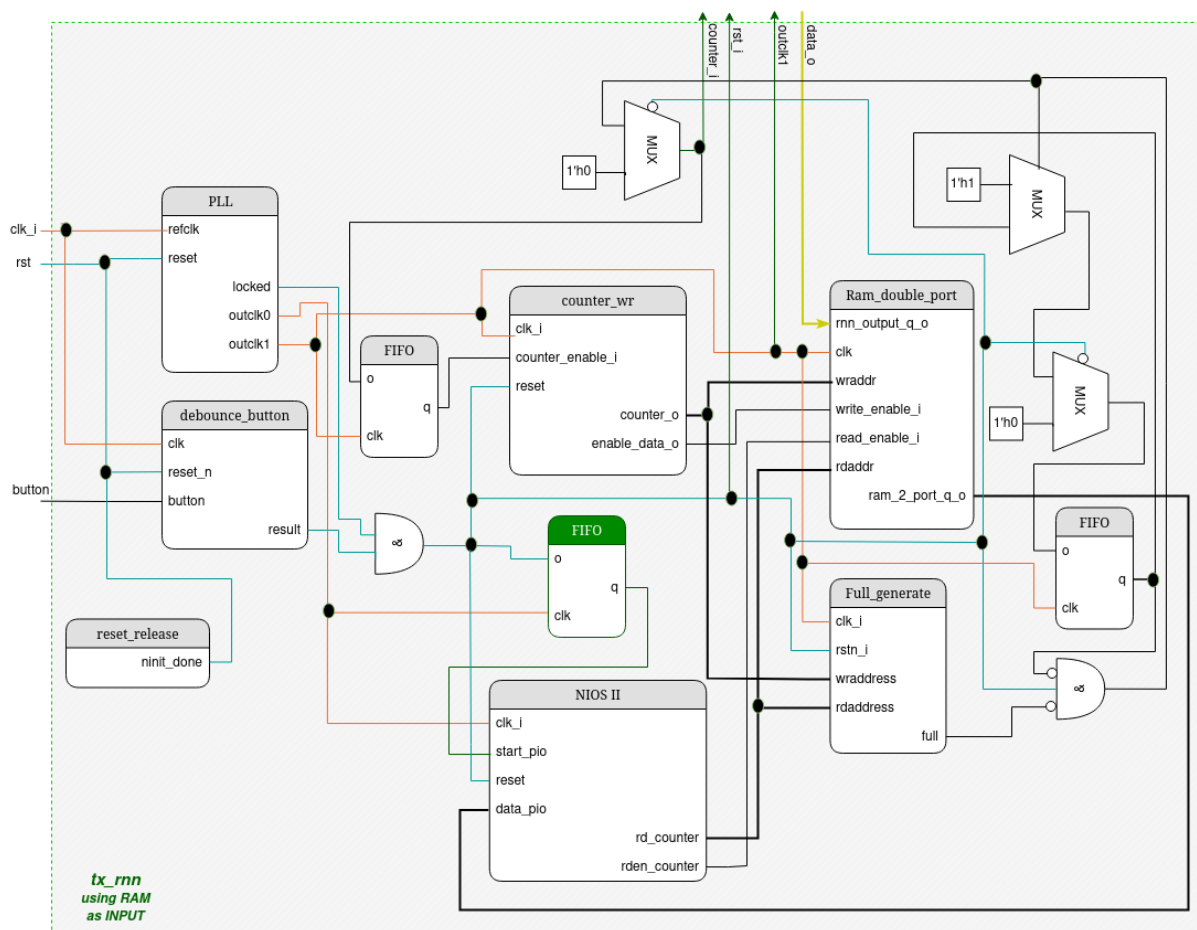 counter_i
rst_i
outclk1
data_o
MUX
1'h0
1'h1
MUX
PLL
clk_i
refclk
rst
reset
locked
outclk0
outclk1
FIFO
o
q
clk
counter_wr
clk_i
counter_enable_i
reset
counter_o
enable_data_o
Ram_double_port
rnn_output_q_o
clk
wraddr
write_enable_i
read_enable_i
rdaddr
ram_2_port_q_o
MUX
1'h0
debounce_button
clk
reset_n
button
button
result
&
FIFO
o
q
clk
FIFO
o
q
clk
Full_generate
clk_i
rstn_i
wraddress
rdaddress
full
&
reset_release
ninit_done
NIOS II
clk_i
start_pio
reset
data_pio
rd_counter
rden_counter
tx_rnn
using RAM
as INPUT